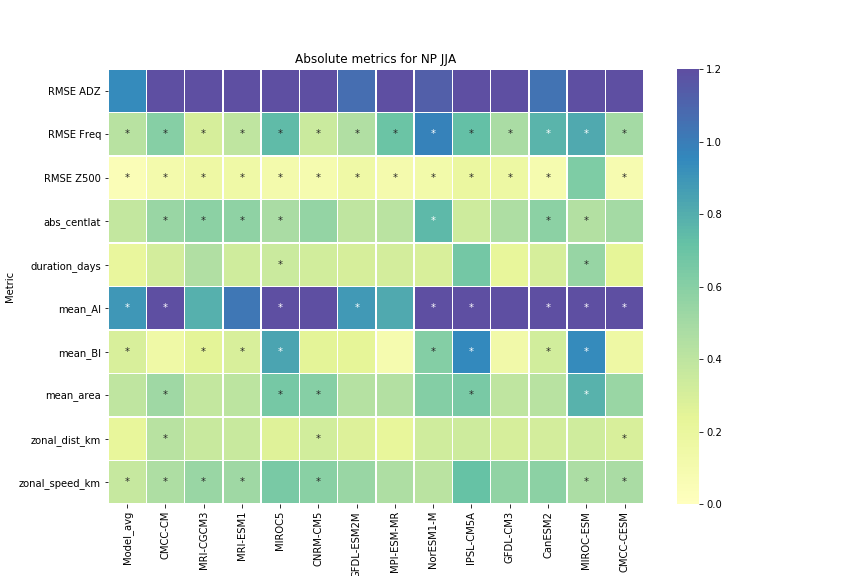 Absolute metrics for NP JJA
Metric
RMSE ADZ
RMSE Freq
* * * * * * * * * * * * * *
RMSE Z500
* * * * * * * * * * * * *
abs_centlat
* * * * * * *
duration_days
* *
mean_AI
* * * * * * * * *
mean_BI
* * * * * * * *
mean_area
* * * * *
zonal_dist_km
* * *
zonal_speed_km
* * * * * * *
Model_avg
CMCC-CM
MRI-CGCM3
MRI-ESM1
MIROC5
CNRM-CM5
GFDL-ESM2M
MPI-ESM-MR
NorESM1-M
IPSL-CM5A
GFDL-CM3
CanESM2
MIROC-ESM
CMCC-CESM
1.2
1.0
0.8
0.6
0.4
0.2
0.0